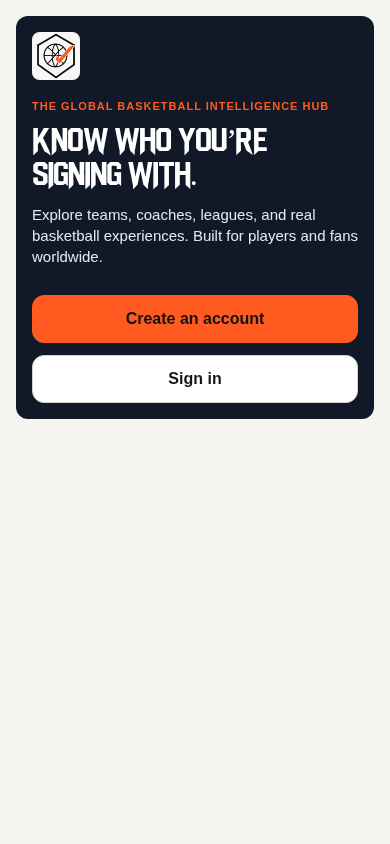 THE GLOBAL BASKETBALL INTELLIGENCE HUB
KNOW WHO YOU’RE
SIGNING WITH.
Explore teams, coaches, leagues, and real
basketball experiences. Built for players and fans
worldwide.
Create an account
Sign in